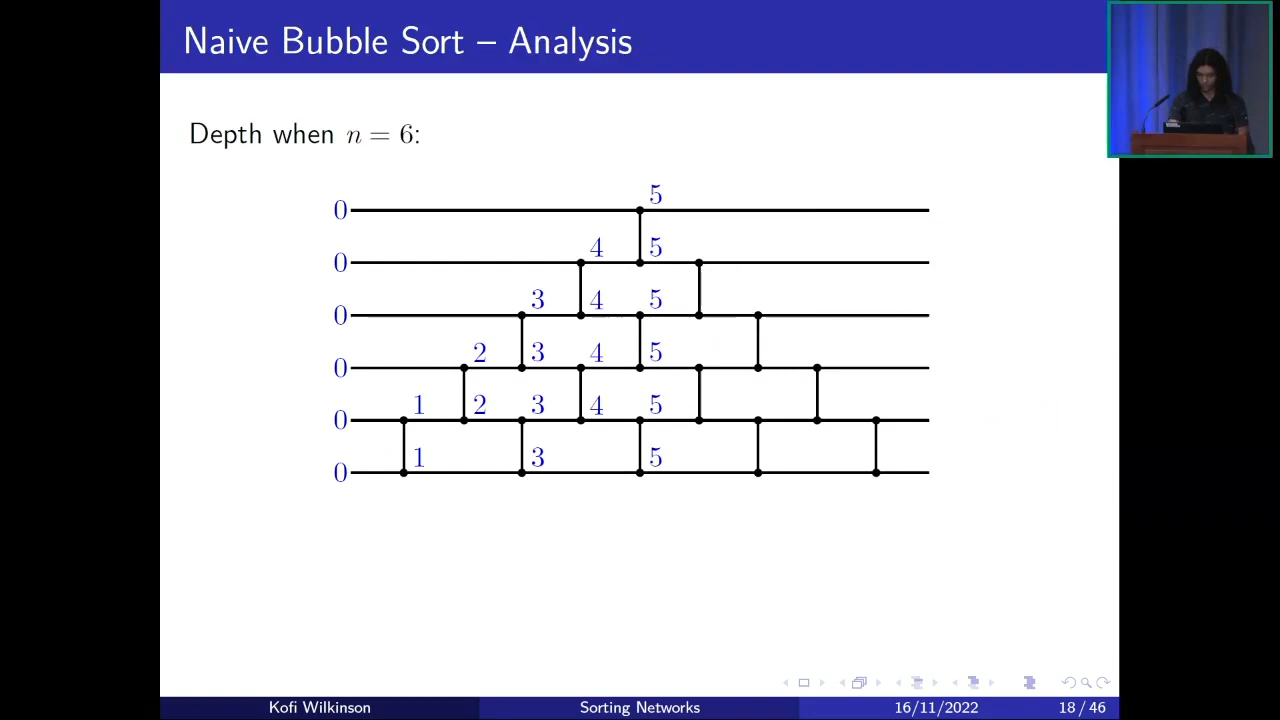 Naive Bubble Sort – Analysis
Depth when n = 6:
0 5
0 4 5
0 3 4 5
0 2 3 4 5
0 1 2 3 4 5
0 1 3 5
Kofi Wilkinson Sorting Networks 16/11/2022 18 / 46